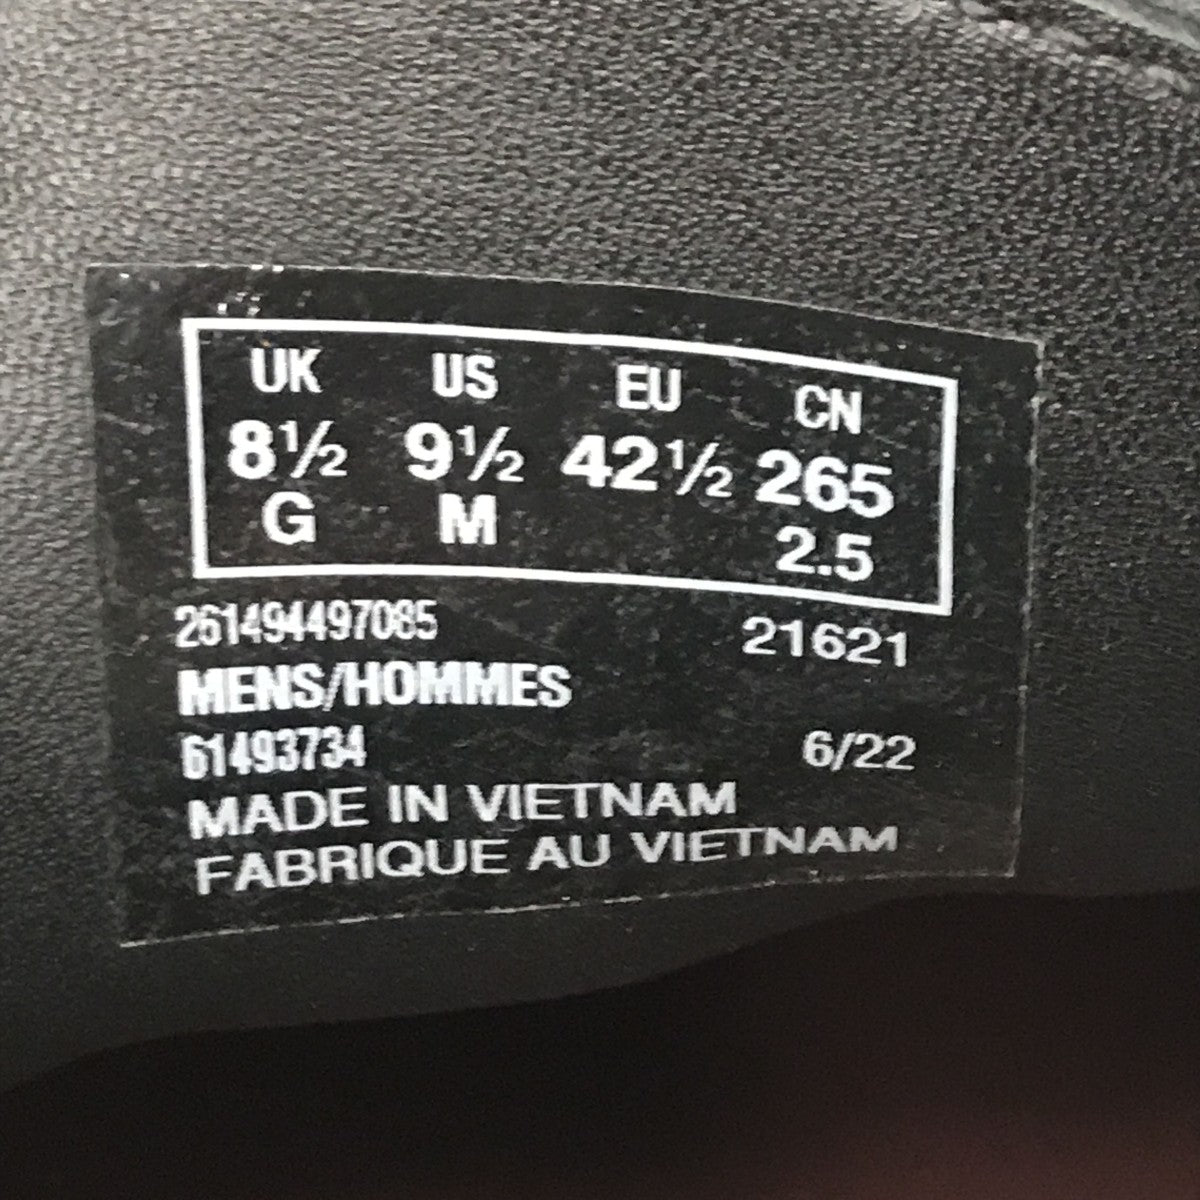 UK US EU CN
8½ 9½ 42½ 265
G M 2.5
261494497085 21621
MENS/HOMMES
61493734 6/22
MADE IN VIETNAM
FABRIQUE AU VIETNAM